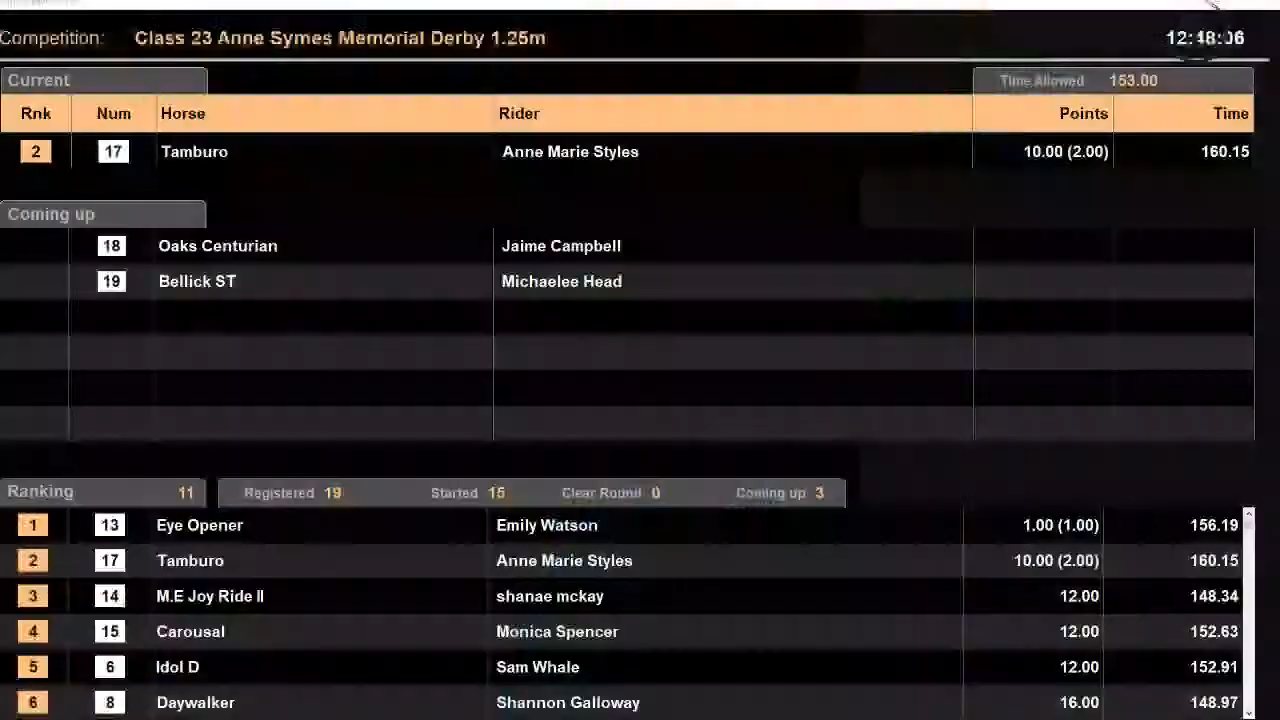 Competition: Class 23 Anne Symes Memorial Derby 1.25m 12:48:06
Current Time Allowed 153.00
Rnk Num Horse Rider Points Time
2 17 Tamburo Anne Marie Styles 10.00 (2.00) 160.15
Coming up
18 Oaks Centurian Jaime Campbell
19 Bellick ST Michaelee Head
Ranking 11 Registered 19 Started 15 Clear Round 0 Coming up 3
1 13 Eye Opener Emily Watson 1.00 (1.00) 156.19
2 17 Tamburo Anne Marie Styles 10.00 (2.00) 160.15
3 14 M.E Joy Ride II shanae mckay 12.00 148.34
4 15 Carousal Monica Spencer 12.00 152.63
5 6 Idol D Sam Whale 12.00 152.91
6 8 Daywalker Shannon Galloway 16.00 148.97